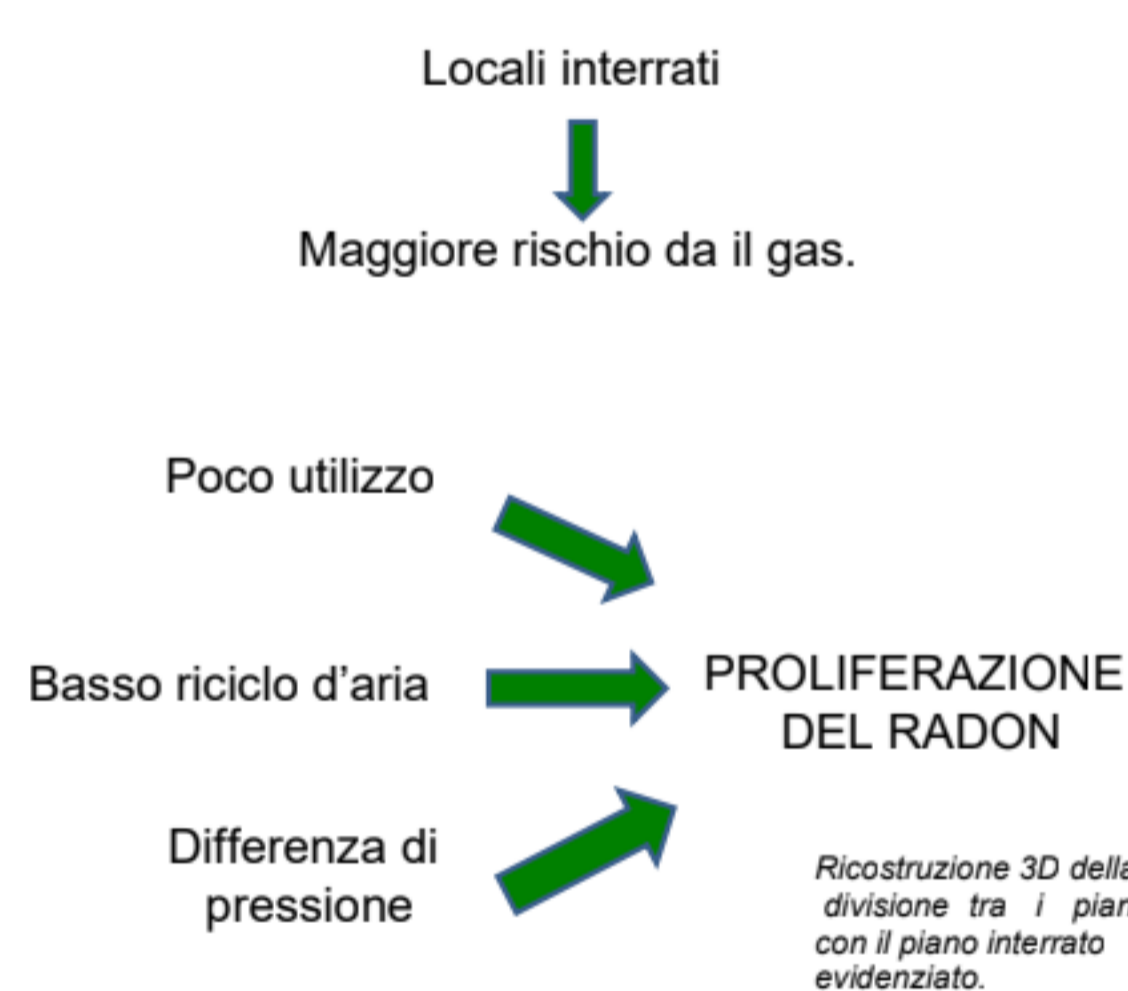 Locali interrati
Maggiore rischio da il gas.
Poco utilizzo
Basso riciclo d'aria
PROLIFERAZIONE
DEL RADON
Differenza di
pressione
Ricostruzione 3D della
divisione tra i pian
con il piano interrato
evidenziato.